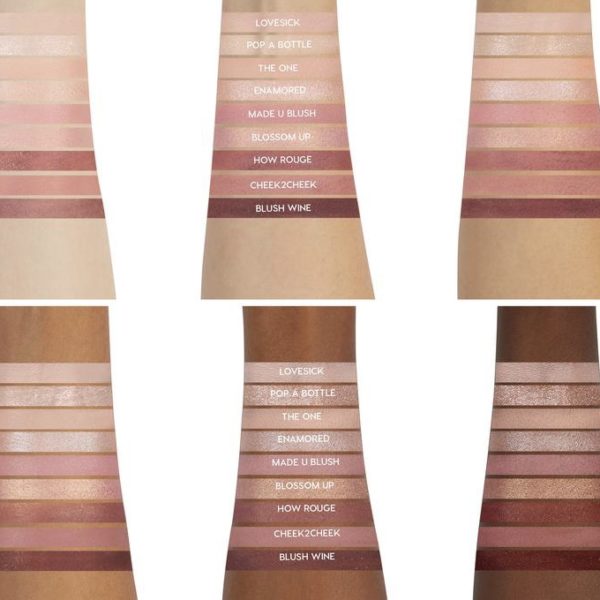 LOVESICK
POP A BOTTLE
THE ONE
ENAMORED
MADE U BLUSH
BLOSSOM UP
HOW ROUGE
CHEEK2CHEEK
BLUSH WINE
LOVESICK
POP A BOTTLE
THE ONE
ENAMORED
MADE U BLUSH
BLOSSOM UP
HOW ROUGE
CHEEK2CHEEK
BLUSH WINE